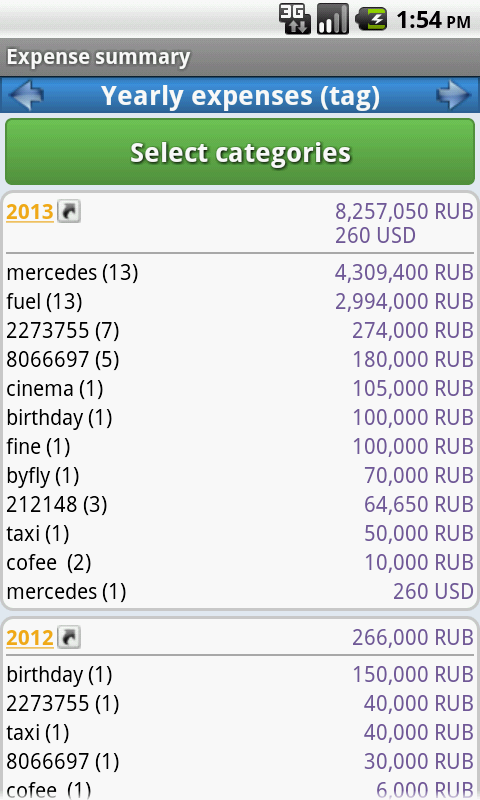 3G 1:54 PM
Expense summary
Yearly expenses (tag)
Select categories
2013 8,257,050 RUB
260 USD
mercedes (13) 4,309,400 RUB
fuel (13) 2,994,000 RUB
2273755 (7) 274,000 RUB
8066697 (5) 180,000 RUB
cinema (1) 105,000 RUB
birthday (1) 100,000 RUB
fine (1) 100,000 RUB
byfly (1) 70,000 RUB
212148 (3) 64,650 RUB
taxi (1) 50,000 RUB
cofee (2) 10,000 RUB
mercedes (1) 260 USD
2012 266,000 RUB
birthday (1) 150,000 RUB
2273755 (1) 40,000 RUB
taxi (1) 40,000 RUB
8066697 (1) 30,000 RUB
cofee (1) 6,000 RUB